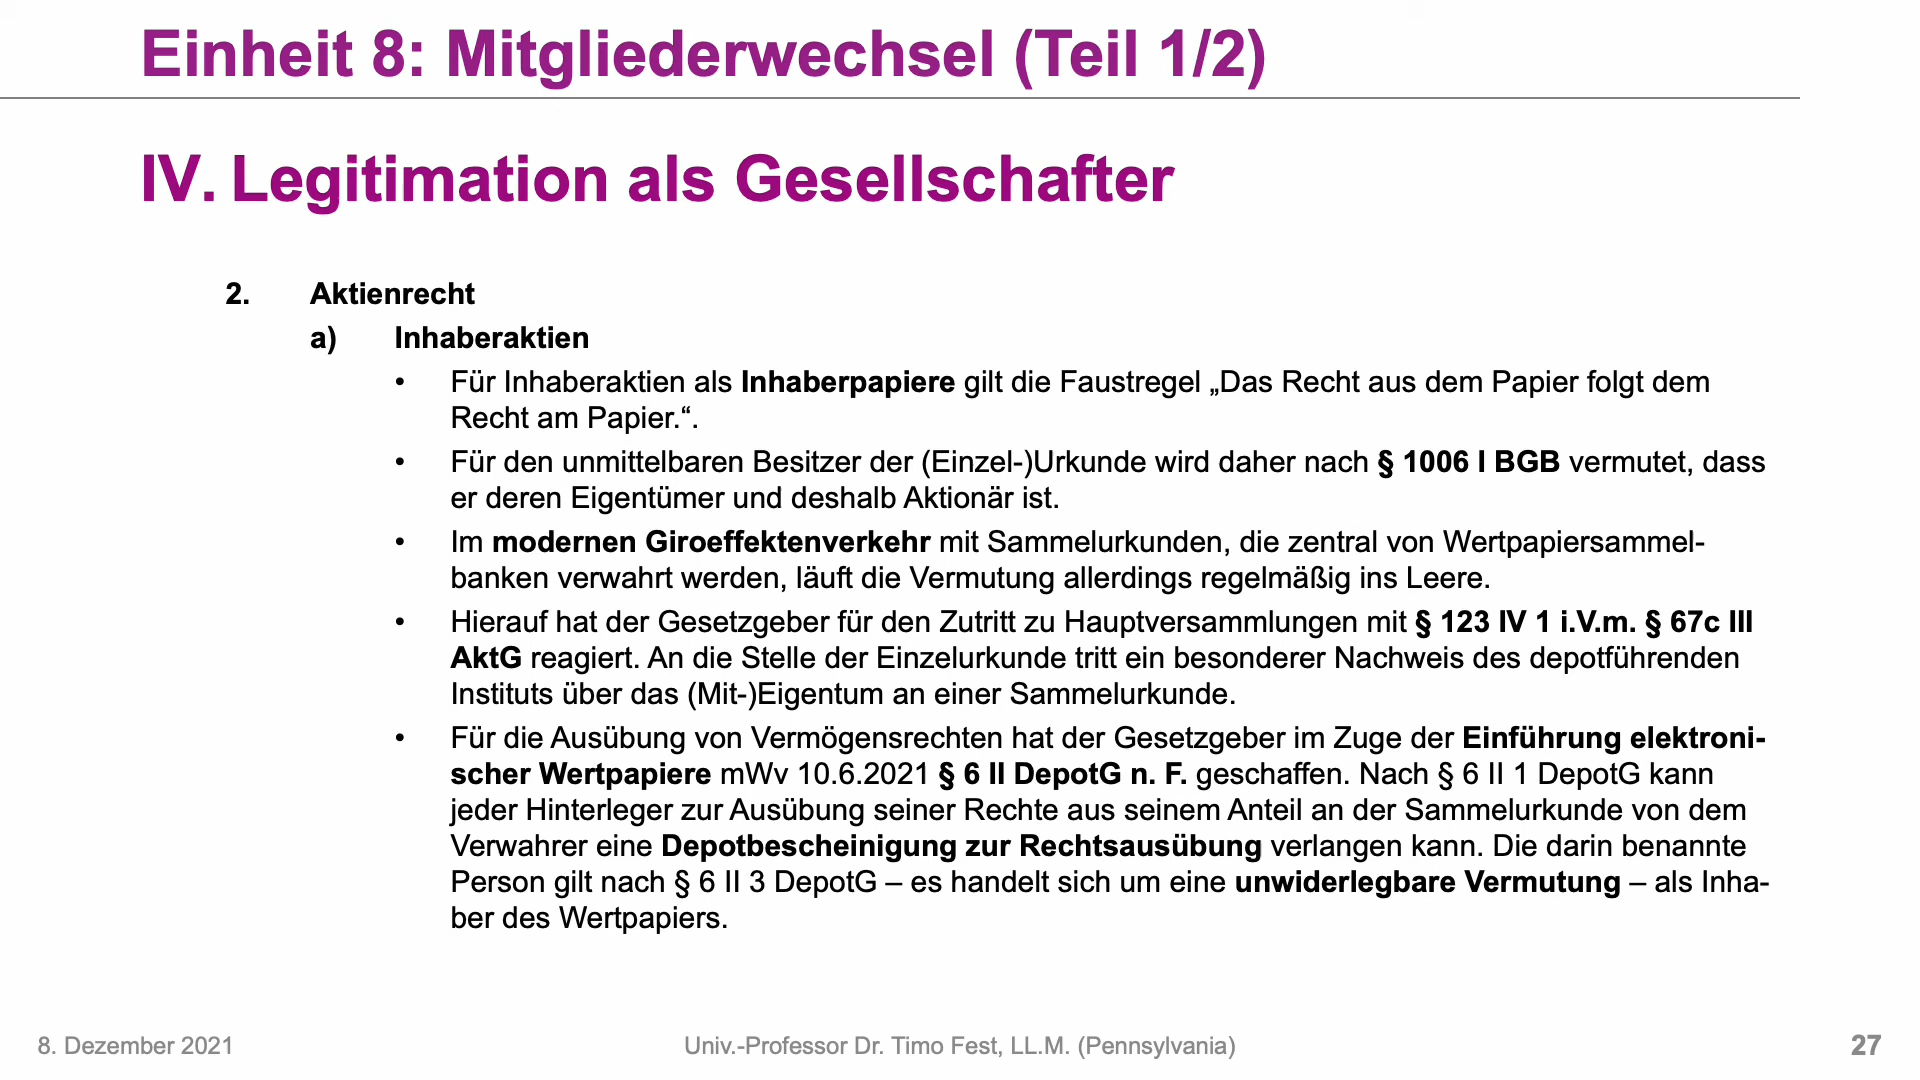 Einheit 8: Mitgliederwechsel (Teil 1/2)
IV. Legitimation als Gesellschafter
2. Aktienrecht
a) Inhaberaktien
• Für Inhaberaktien als Inhaberpapiere gilt die Faustregel „Das Recht aus dem Papier folgt dem
Recht am Papier.“.
• Für den unmittelbaren Besitzer der (Einzel-)Urkunde wird daher nach § 1006 I BGB vermutet, dass
er deren Eigentümer und deshalb Aktionär ist.
• Im modernen Giroeffektenverkehr mit Sammelurkunden, die zentral von Wertpapiersammel-
banken verwahrt werden, läuft die Vermutung allerdings regelmäßig ins Leere.
• Hierauf hat der Gesetzgeber für den Zutritt zu Hauptversammlungen mit § 123 IV 1 i.V.m. § 67c III
AktG reagiert. An die Stelle der Einzelurkunde tritt ein besonderer Nachweis des depotführenden
Instituts über das (Mit-)Eigentum an einer Sammelurkunde.
• Für die Ausübung von Vermögensrechten hat der Gesetzgeber im Zuge der Einführung elektroni-
scher Wertpapiere mWv 10.6.2021 § 6 II DepotG n. F. geschaffen. Nach § 6 II 1 DepotG kann
jeder Hinterleger zur Ausübung seiner Rechte aus seinem Anteil an der Sammelurkunde von dem
Verwahrer eine Depotbescheinigung zur Rechtsausübung verlangen kann. Die darin benannte
Person gilt nach § 6 II 3 DepotG – es handelt sich um eine unwiderlegbare Vermutung – als Inha-
ber des Wertpapiers.
8. Dezember 2021
Univ.-Professor Dr. Timo Fest, LL.M. (Pennsylvania)
27